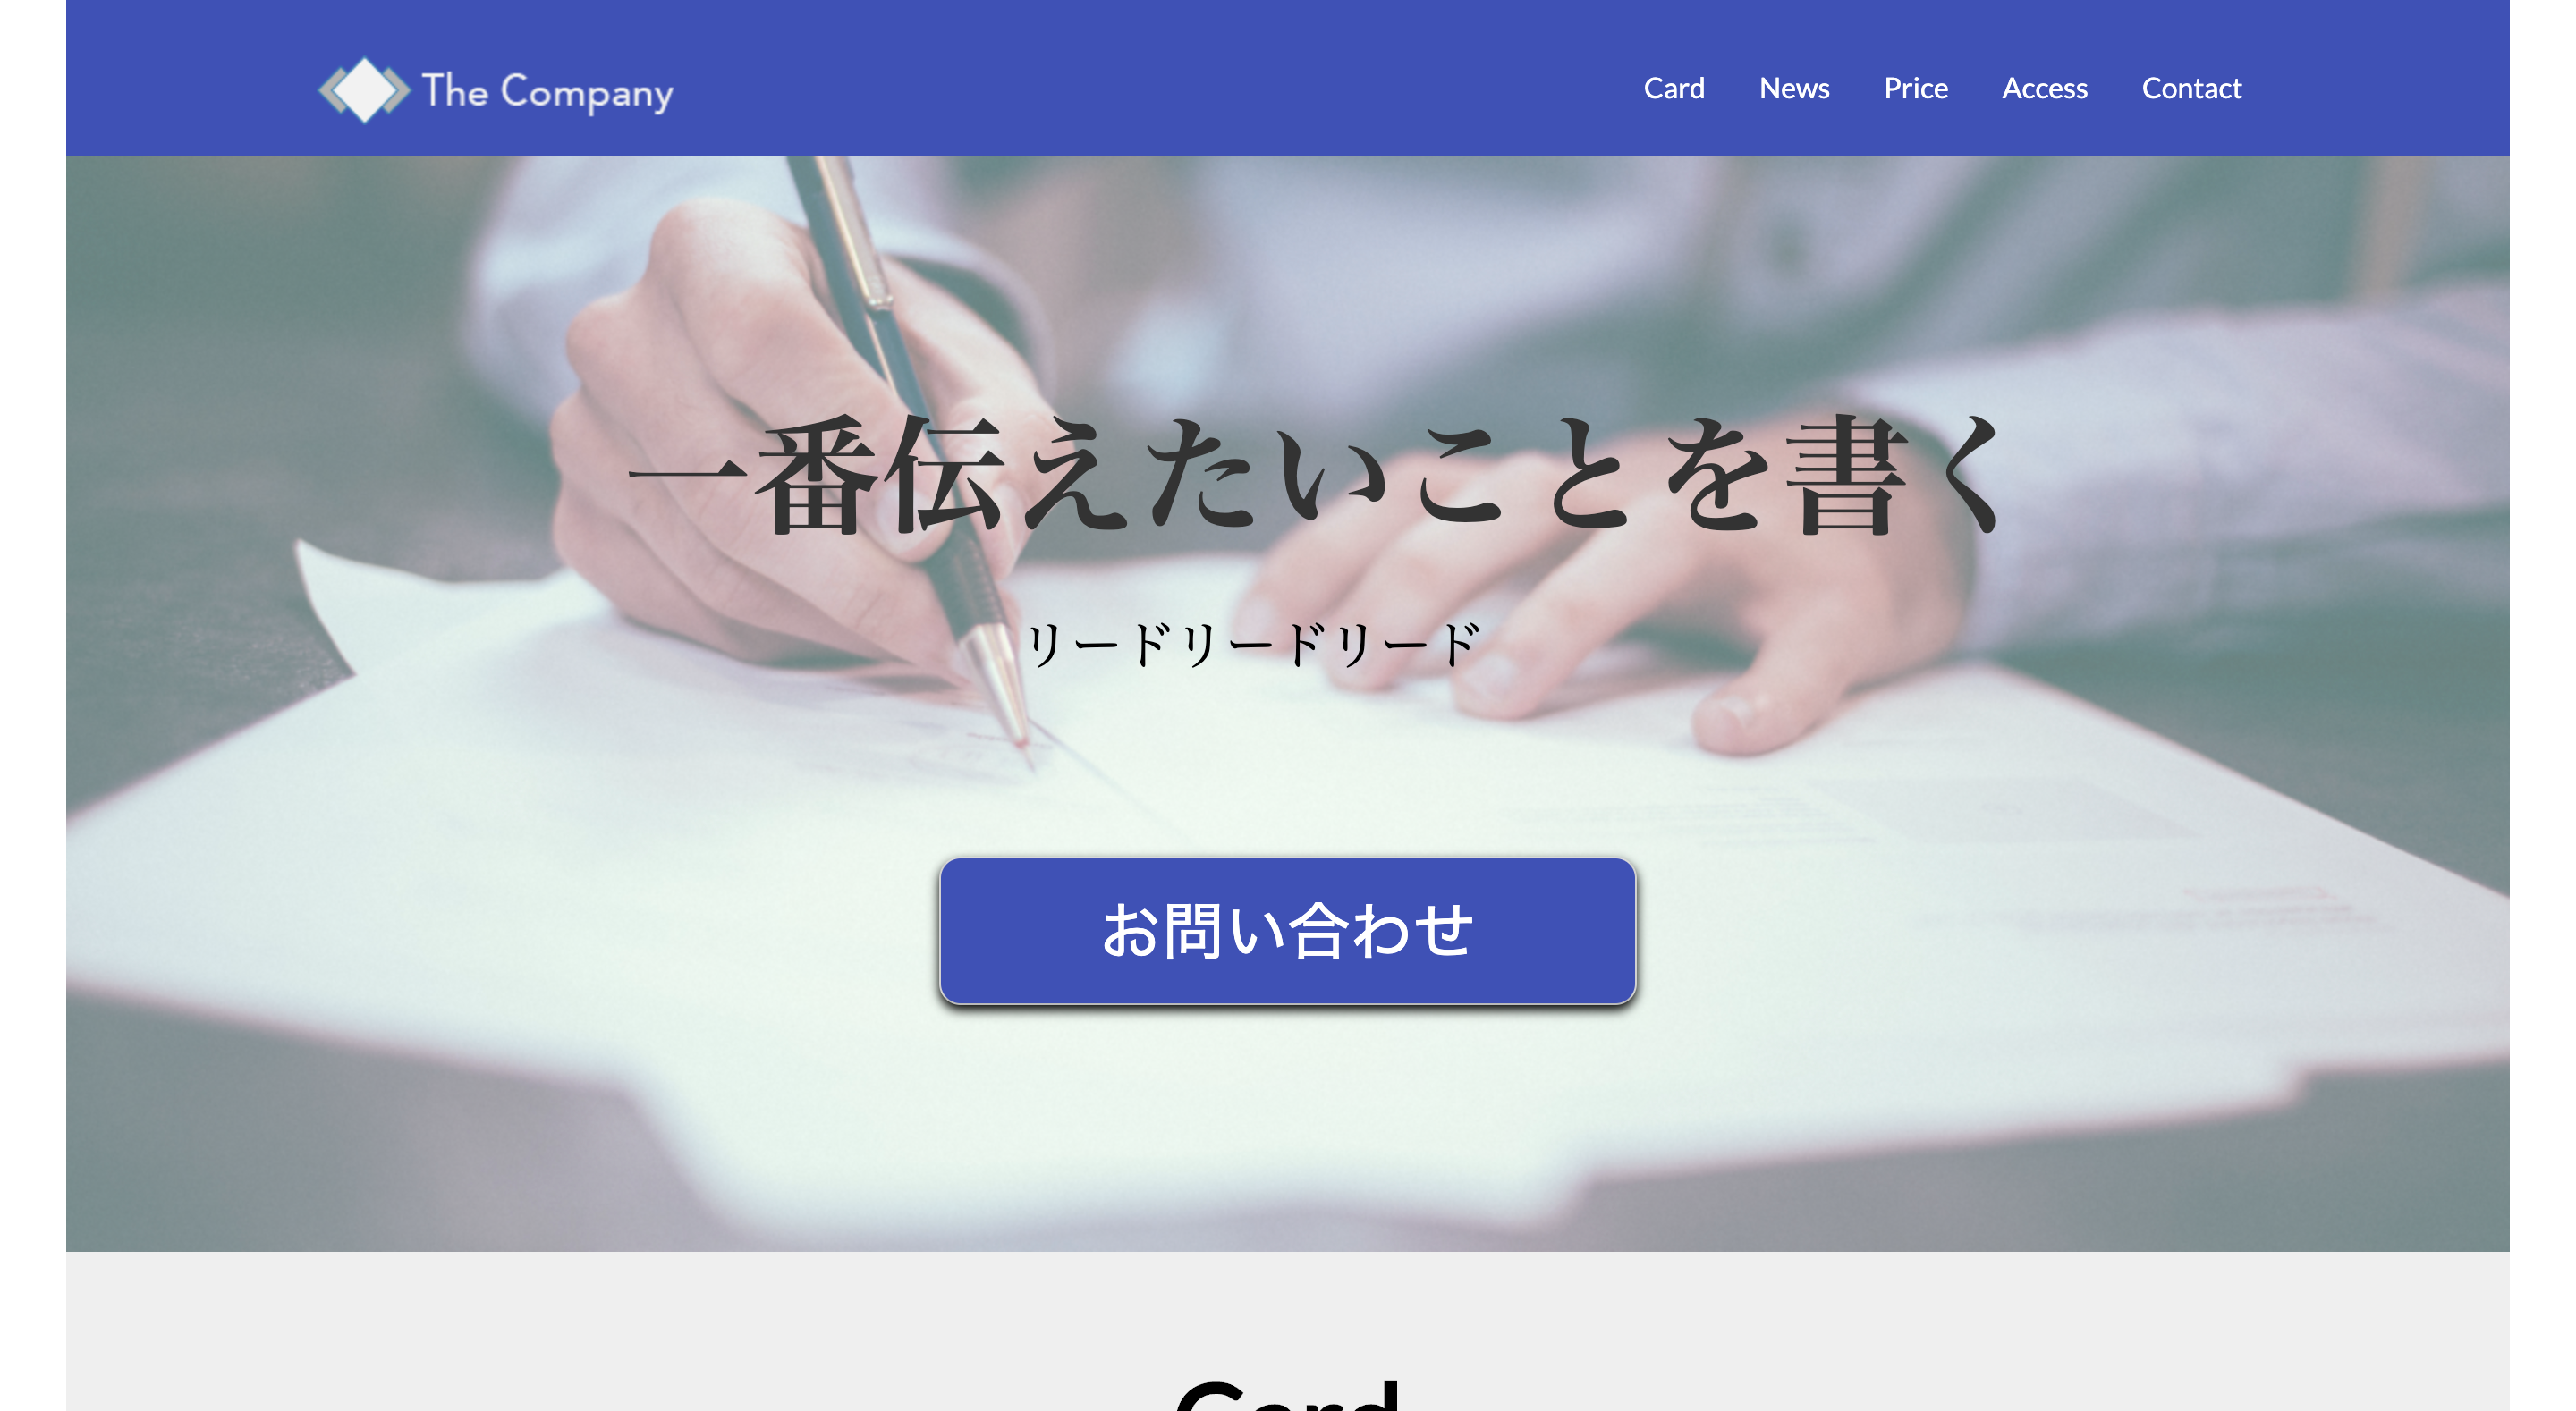 The Company
Card News Price Access Contact
一番伝えたいことを書く
リードリードリード
お問い合わせ
Card